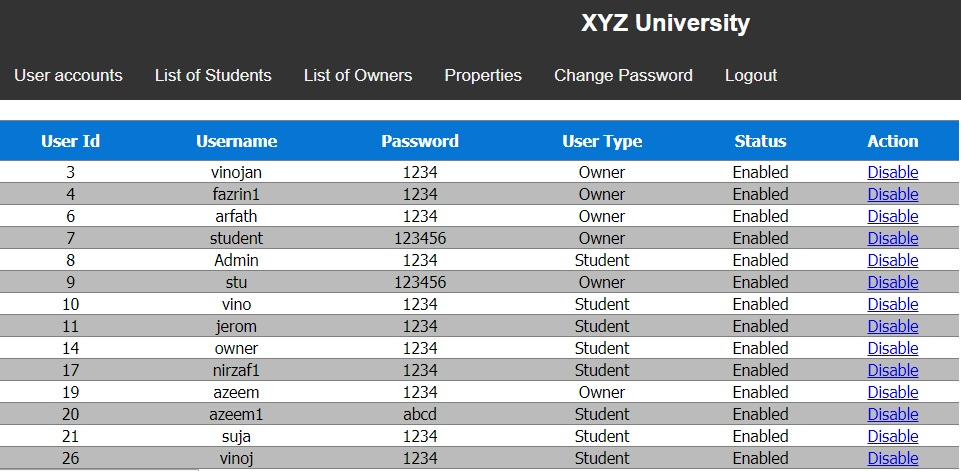 XYZ University
User accounts List of Students List of Owners Properties Change Password Logout
User Id Username Password User Type Status Action
3 vinojan 1234 Owner Enabled Disable
4 fazrin1 1234 Owner Enabled Disable
6 arfath 1234 Owner Enabled Disable
7 student 123456 Owner Enabled Disable
8 Admin 1234 Student Enabled Disable
9 stu 123456 Owner Enabled Disable
10 vino 1234 Student Enabled Disable
11 jerom 1234 Student Enabled Disable
14 owner 1234 Student Enabled Disable
17 nirzaf1 1234 Student Enabled Disable
19 azeem 1234 Owner Enabled Disable
20 azeem1 abcd Student Enabled Disable
21 suja 1234 Student Enabled Disable
26 vinoj 1234 Student Enabled Disable